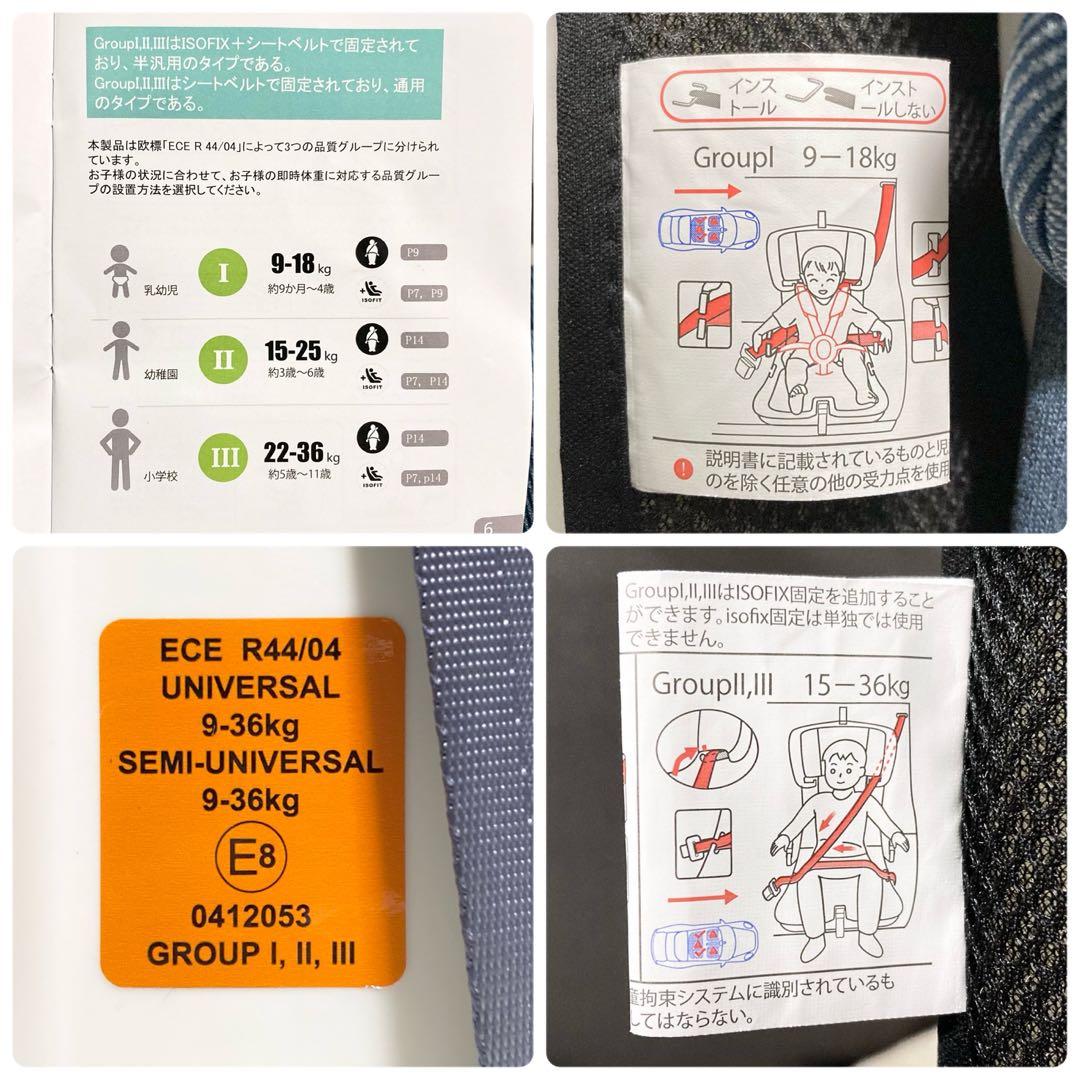 GroupI,II,IIIはISOFIX＋シートベルトで固定されて
おり、半汎用のタイプである。
GroupI,II,IIIはシートベルトで固定されており、通用
のタイプである。
本製品は欧標「ECE R 44/04」によって3つの品質グループに分けられ
ています。
お子様の状況に合わせて、お子様の即時体重に対応する品質グルー
プの設置方法を選択してください。
乳幼児
I
9-18 kg
約9か月～4歳
P9
ISOFIT
P7, P9
幼稚園
II
15-25 kg
約3歳～6歳
P14
ISOFIT
P7, P14
小学校
III
22-36 kg
約5歳～11歳
P14
ISOFIT
P7,p14
6
インス
トール
インスト
ールしない
GroupI 9－18kg
説明書に記載されているものと児
のを除く任意の他の受力点を使用
ECE R44/04
UNIVERSAL
9-36kg
SEMI-UNIVERSAL
9-36kg
E8
0412053
GROUP I, II, III
GroupI,II,IIIはISOFIX固定を追加すること
ができます。isofix固定は単独では使用
できません。
GroupII,III 15－36kg
童拘束システムに識別されているも
してはならない。